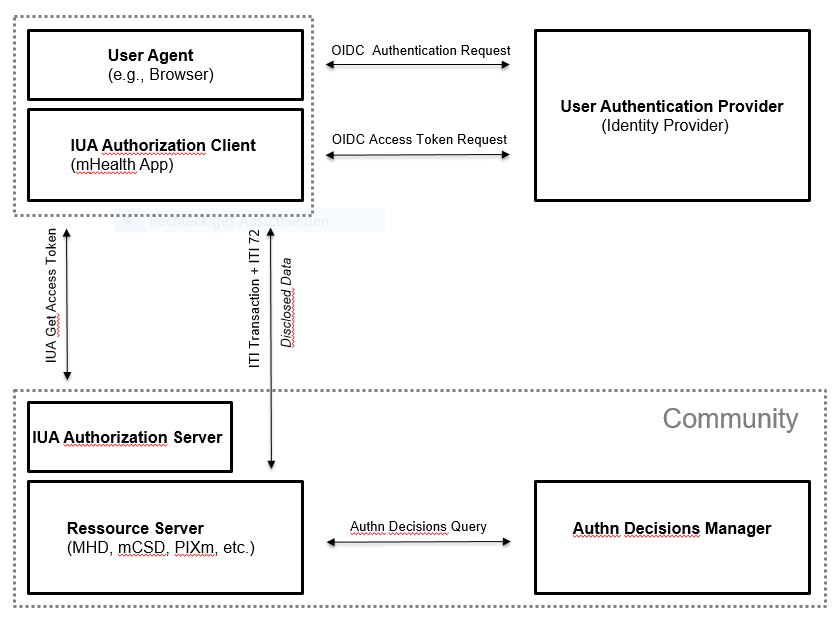 User Agent
(e.g., Browser)
OIDC  Authentication Request
User Authentication Provider
(Identity Provider)
IUA Authorization Client
(mHealth App)
OIDC Access Token Request
Rechteckiges Ausschneiden
IUA Get Access Token
ITI Transaction + ITI 72
Disclosed Data
Community
IUA Authorization Server
Ressource Server
(MHD, mCSD, PIXm, etc.)
Authn Decisions Query
Authn Decisions Manager